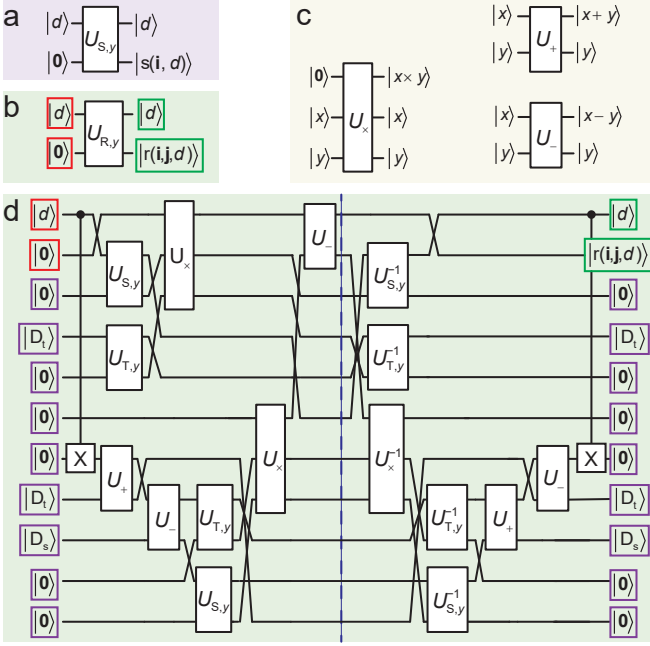 a
|d⟩ U_S,y |d⟩
|0⟩ |s(i, d)⟩
b
|d⟩ U_R,y |d⟩
|0⟩ |r(i,j,d)⟩
c
|x⟩ U_+ |x+ y⟩
|y⟩ |y⟩
|0⟩ U_× |x× y⟩
|x⟩ |x⟩
|y⟩ |y⟩
|x⟩ U_− |x− y⟩
|y⟩ |y⟩
d
|d⟩ U_× U_− |d⟩
|0⟩ U_S,y U_S,y^−1 |r(i,j,d)⟩
|0⟩ |0⟩
|D_t⟩ U_T,y U_T,y^−1 |D_t⟩
|0⟩ |0⟩
|0⟩ U_× U_×^−1 |0⟩
|0⟩ X U_+ U_− X |0⟩
|D_t⟩ U_− U_T,y U_T,y^−1 U_+ |D_t⟩
|D_s⟩ |D_s⟩
|0⟩ U_S,y U_S,y^−1 |0⟩
|0⟩ |0⟩